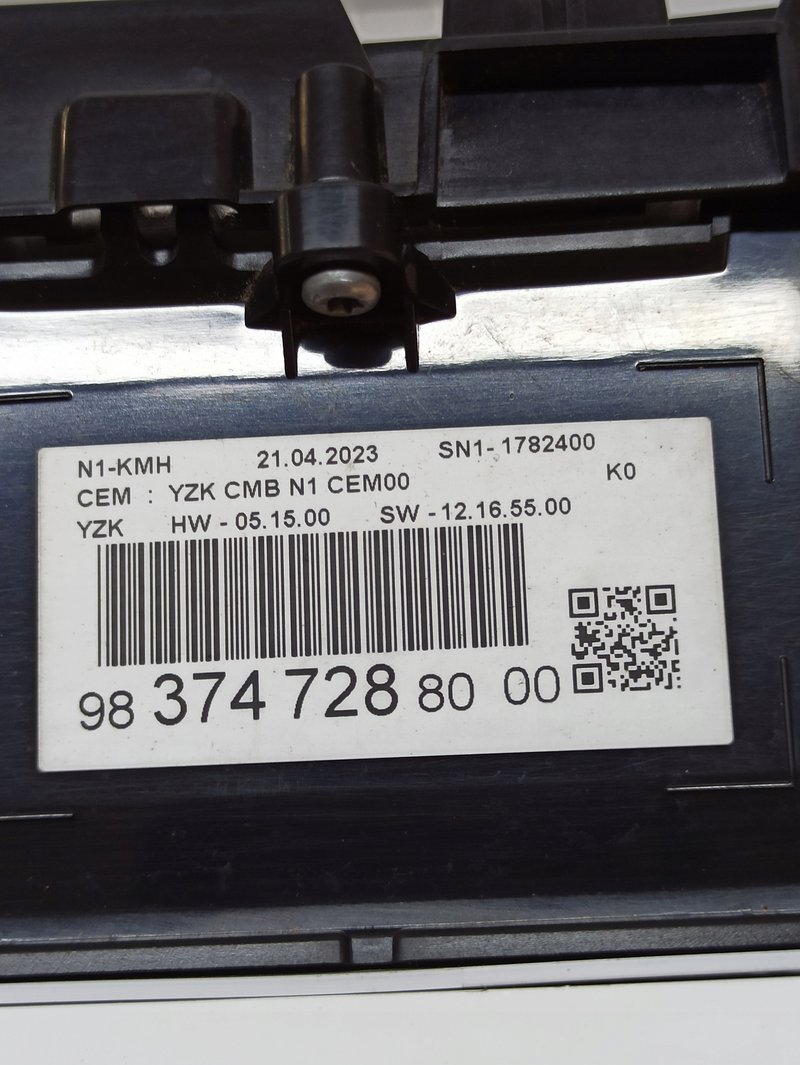 N1-KMH 21.04.2023 SN1- 1782400
CEM : YZK CMB N1 CEM00 K0
YZK HW - 05.15.00 SW - 12.16.55.00
98 374 728 80 00